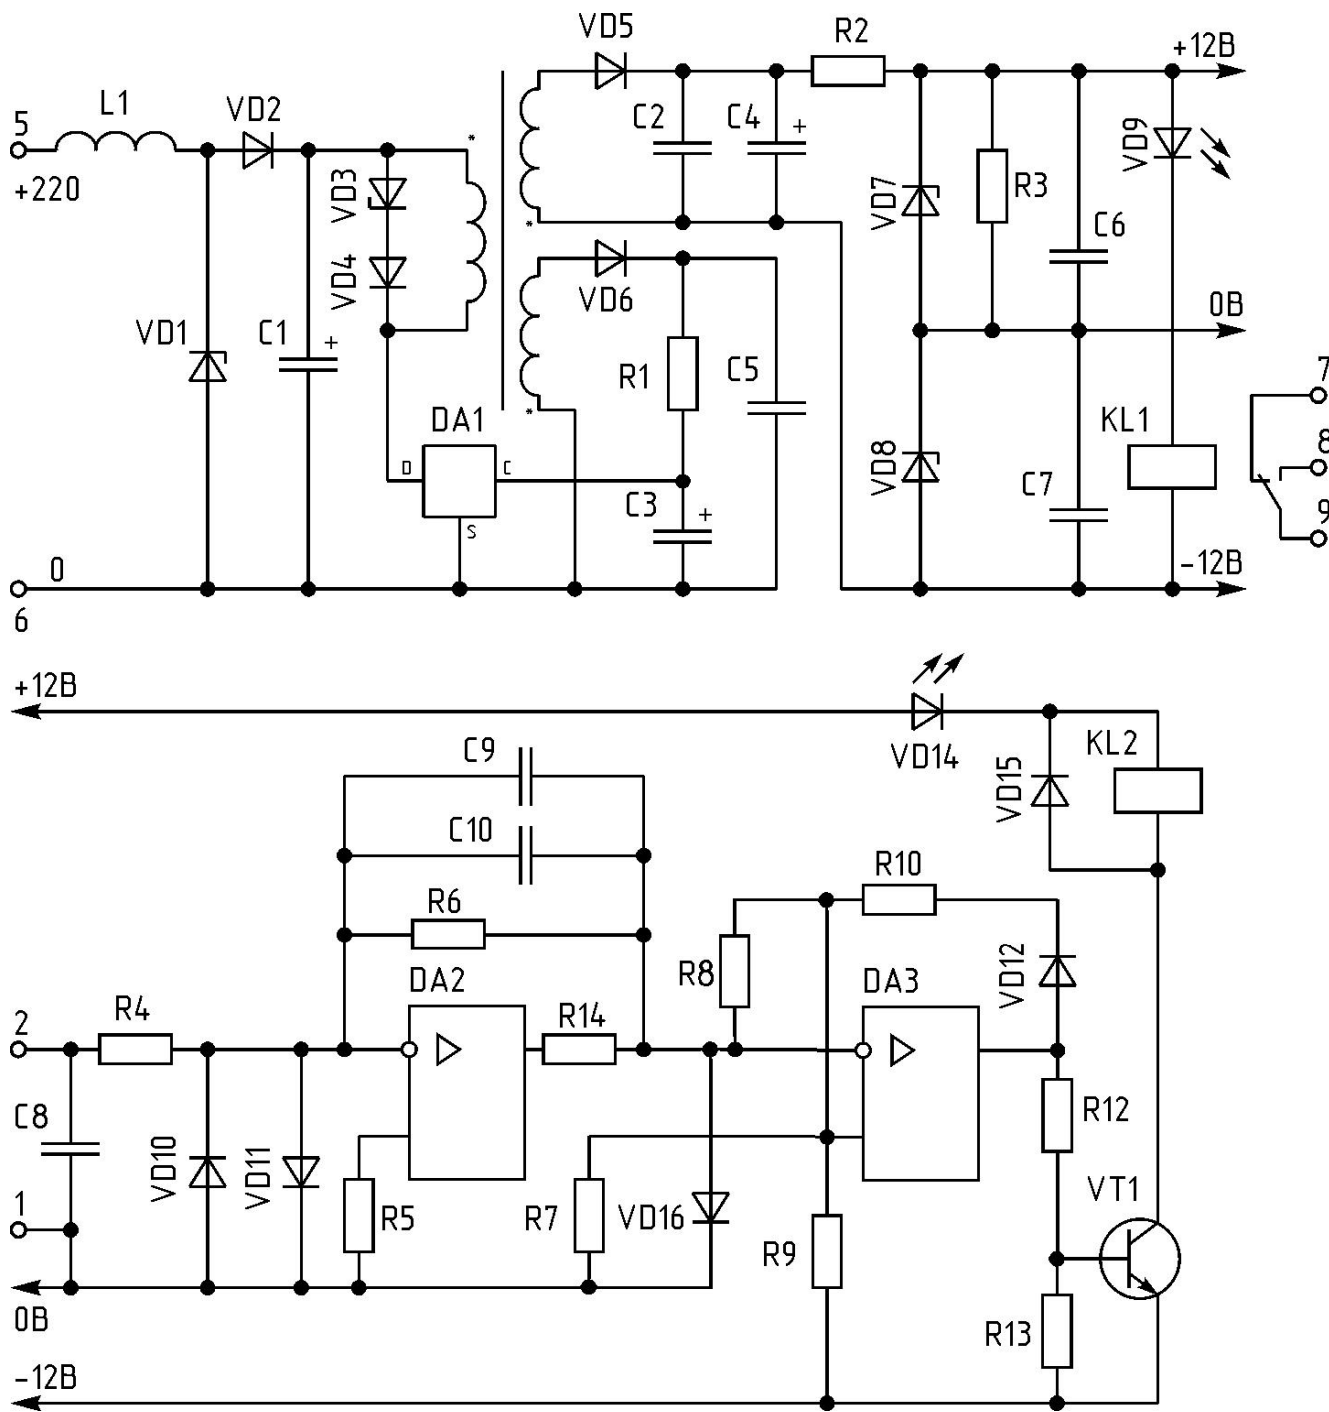 VD5
R2
+12В
5
L1
VD2
C2
C4
+
VD9
*
+220
VD3
VD7
R3
*
C6
VD4
VD6
0В
VD1
C1
+
R1
C5
7
*
DA1
KL1
8
D
C
VD8
C7
C3
+
9
S
0
-12В
6
+12В
C9
VD14
KL2
VD15
C10
R10
R6
R8
VD12
DA2
DA3
2
R4
R14
R12
C8
VD10
VD11
VT1
1
R5
R7
VD16
R9
0В
R13
-12В